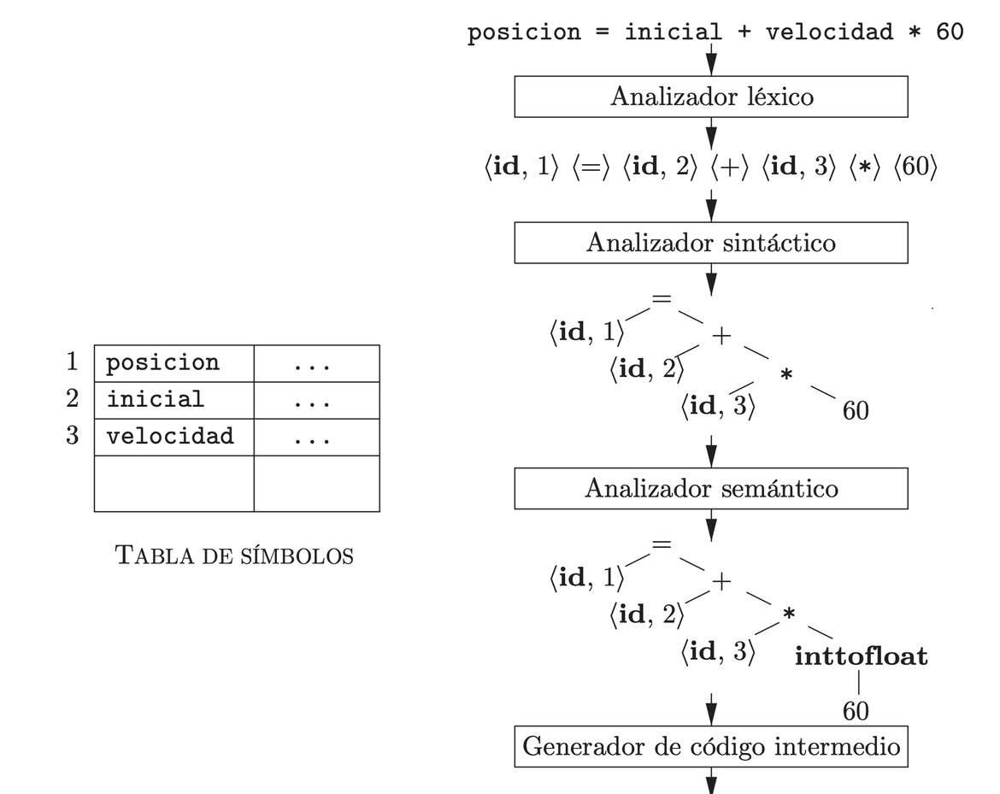 posicion = inicial + velocidad * 60
Analizador léxico
⟨id, 1⟩ ⟨=⟩ ⟨id, 2⟩ ⟨+⟩ ⟨id, 3⟩ ⟨*⟩ ⟨60⟩
Analizador sintáctico
=
⟨id, 1⟩ +
⟨id, 2⟩ *
⟨id, 3⟩ 60
1 posicion ...
2 inicial ...
3 velocidad ...
TABLA DE SÍMBOLOS
Analizador semántico
=
⟨id, 1⟩ +
⟨id, 2⟩ *
⟨id, 3⟩ inttofloat
60
Generador de código intermedio